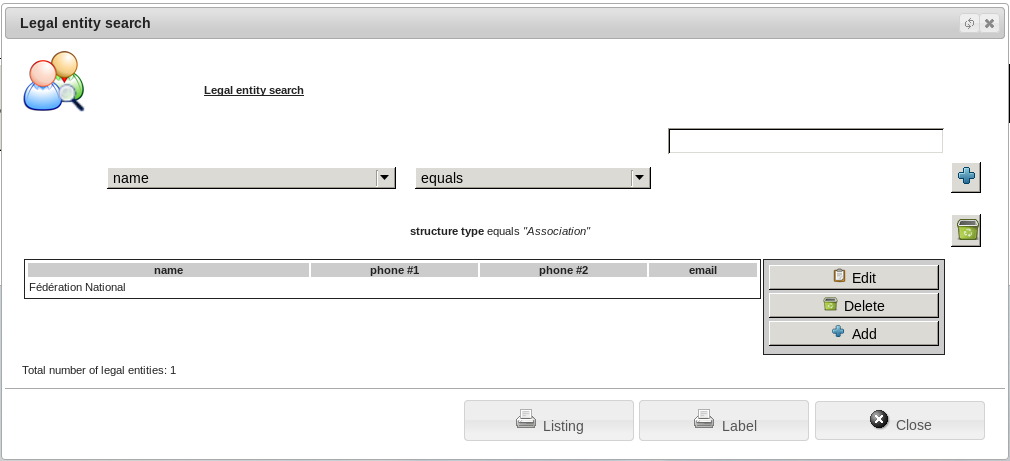 Legal entity search
Legal entity search
name
equals
structure type equals "Association"
name phone #1 phone #2 email
Fédération National
Edit
Delete
Add
Total number of legal entities: 1
Listing
Label
Close